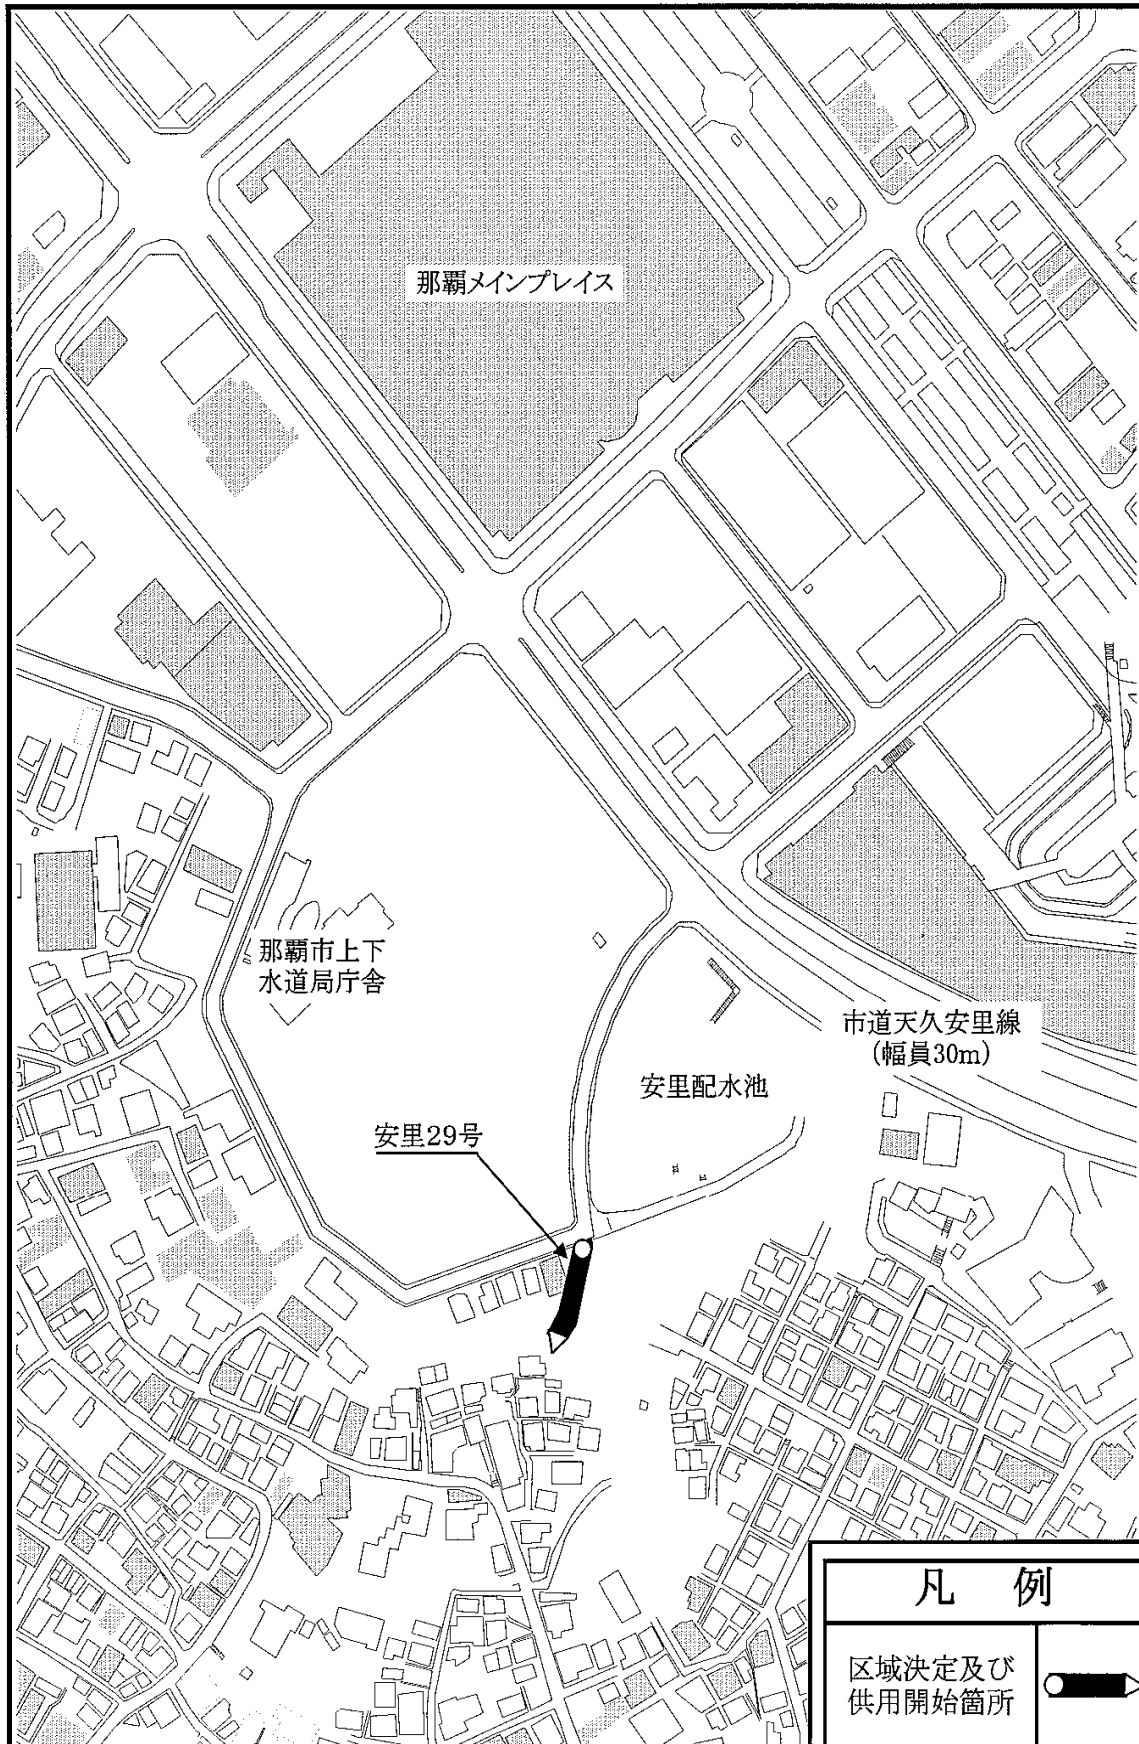 那覇メインプレイス
那覇市上下
水道局庁舎
市道天久安里線
(幅員30m)
安里配水池
安里29号
凡 例
区域決定及び
供用開始箇所